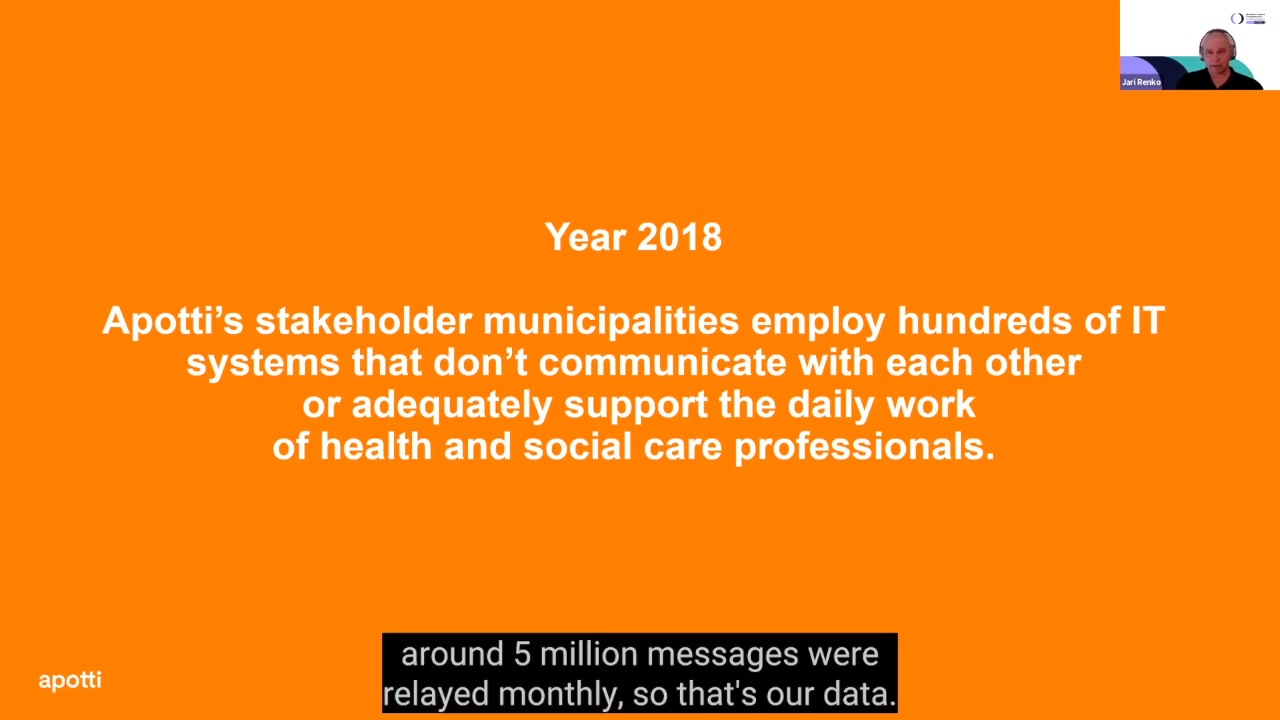 Jari Renko
Year 2018
Apotti’s stakeholder municipalities employ hundreds of IT
systems that don’t communicate with each other
or adequately support the daily work
of health and social care professionals.
around 5 million messages were
relayed monthly, so that's our data.
apotti